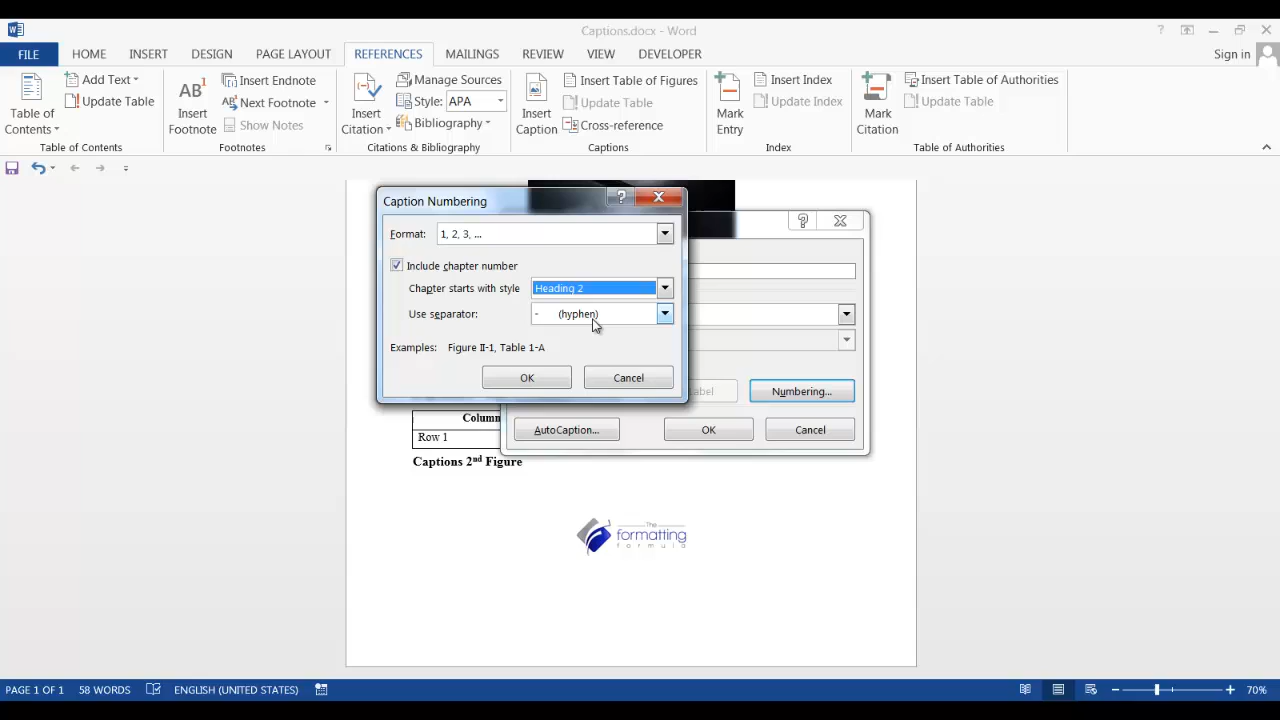 Captions.docx - Word
FILE HOME INSERT DESIGN PAGE LAYOUT REFERENCES MAILINGS REVIEW VIEW DEVELOPER Sign in
Table of Contents
Add Text
Update Table
Table of Contents
AB1
Insert Footnote
Insert Endnote
Next Footnote
Show Notes
Footnotes
Insert Citation
Manage Sources
Style: APA
Bibliography
Citations & Bibliography
Insert Caption
Insert Table of Figures
Update Table
Cross-reference
Captions
Mark Entry
Insert Index
Update Index
Index
Mark Citation
Insert Table of Authorities
Update Table
Table of Authorities
Caption Numbering
Format: 1, 2, 3, ...
Include chapter number
Chapter starts with style Heading 2
Use separator: - (hyphen)
Examples: Figure II-1, Table 1-A
OK Cancel
Label Numbering...
AutoCaption... OK Cancel
Column
Row 1
Captions 2nd Figure
The
formatting
formula
PAGE 1 OF 1 58 WORDS ENGLISH (UNITED STATES) 70%